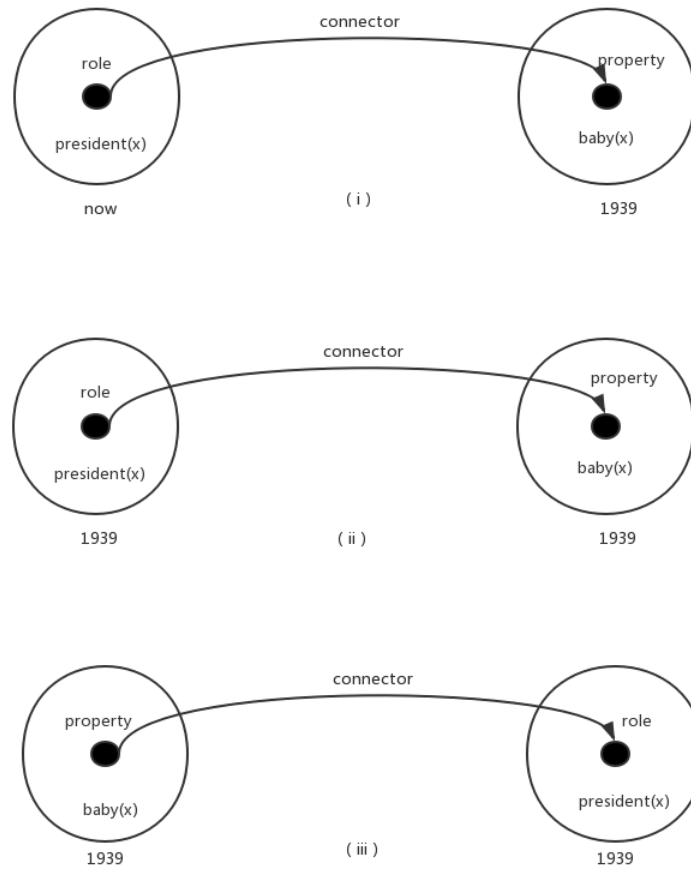 connector
role property
president(x) baby(x)
now ( i ) 1939
connector
role property
president(x) baby(x)
1939 ( ii ) 1939
connector
property role
baby(x) president(x)
1939 ( iii ) 1939